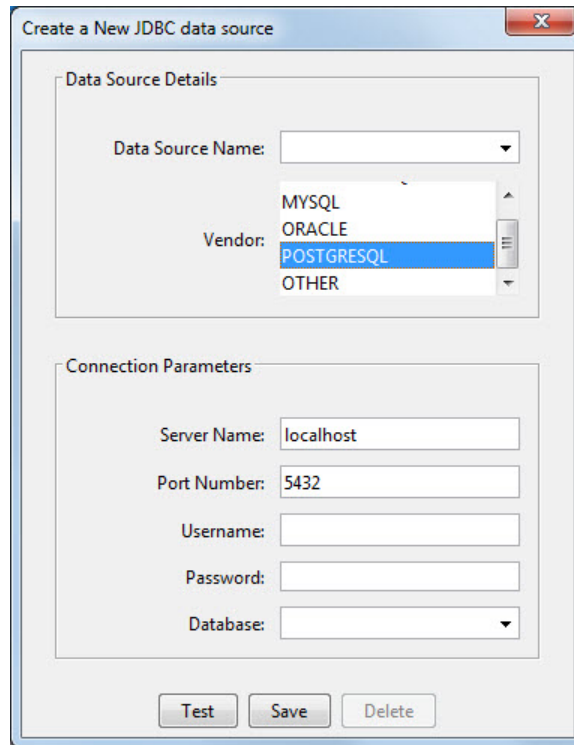 Create a New JDBC data source
Data Source Details
Data Source Name:
Vendor:
MYSQL
ORACLE
POSTGRESQL
OTHER
Connection Parameters
Server Name: localhost
Port Number: 5432
Username:
Password:
Database:
Test Save Delete